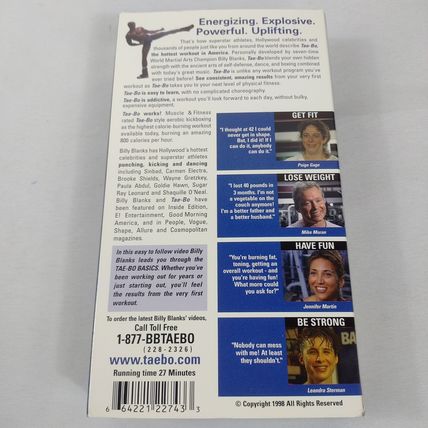 Energizing. Explosive.
Powerful. Uplifting.
That's how superstar athletes, Hollywood celebrities and
thousands of people just like you from around the world describe Tae-Bo,
the hottest workout in America. Personally developed by seven-time
World Martial Arts Champion Billy Blanks, Tae-Bo blends your own hidden
strength with the ancient arts of self-defense, dance, and boxing combined
with today's great music. Tae-Bo is unlike any workout program you've
ever tried before! See consistent, amazing results from your very first
workout as Tae-Bo takes you to your next level of physical fitness.
Tae-Bo is easy to learn, with no complicated choreography.
Tae-Bo is addictive, a workout you'll look forward to each day, without bulky,
expensive equipment.
Tae-Bo works! Muscle & Fitness
rated Tae-Bo style aerobic kickboxing
as the highest calorie-burning workout
available today, burning an amazing
800 calories per hour.
Billy Blanks has Hollywood's hottest
celebrities and superstar athletes
punching, kicking and dancing
including Sinbad, Carmen Electra,
Brooke Shields, Wayne Gretzky,
Paula Abdul, Goldie Hawn, Sugar
Ray Leonard and Shaquille O'Neal.
Billy Blanks and Tae-Bo have
been featured on Inside Edition,
E! Entertainment, Good Morning
America, and in People, Vogue,
Shape, Allure and Cosmopolitan
magazines.
In this easy to follow video Billy
Blanks leads you through the
TAE-BO BASICS. Whether you've
been working out for years or
just starting out, you'll feel
the results from the very first
workout.
To order the latest Billy Blanks' videos,
Call Toll Free
1-877-BBTAEBO
(228-2326)
www.taebo.com
Running time 27 Minutes
6 64221 22743 3
GET FIT
"I thought at 42 I could
never get in shape.
But, I did it! If I
can do it, anybody
can do it."
Paige Gage
LOSE WEIGHT
"I lost 40 pounds in
3 months. I'm not
a vegetable on the
couch anymore!
I'm a better father and
a better husband."
Mike Moran
HAVE FUN
"You're burning fat,
toning, getting an
overall workout - and
you're having fun!
What more could
you ask for?"
Jennifer Martin
BE STRONG
"Nobody can
mess with me! At least
they shouldn't."
BA
Leandra Sterman
© Copyright 1998 All Rights Reserved